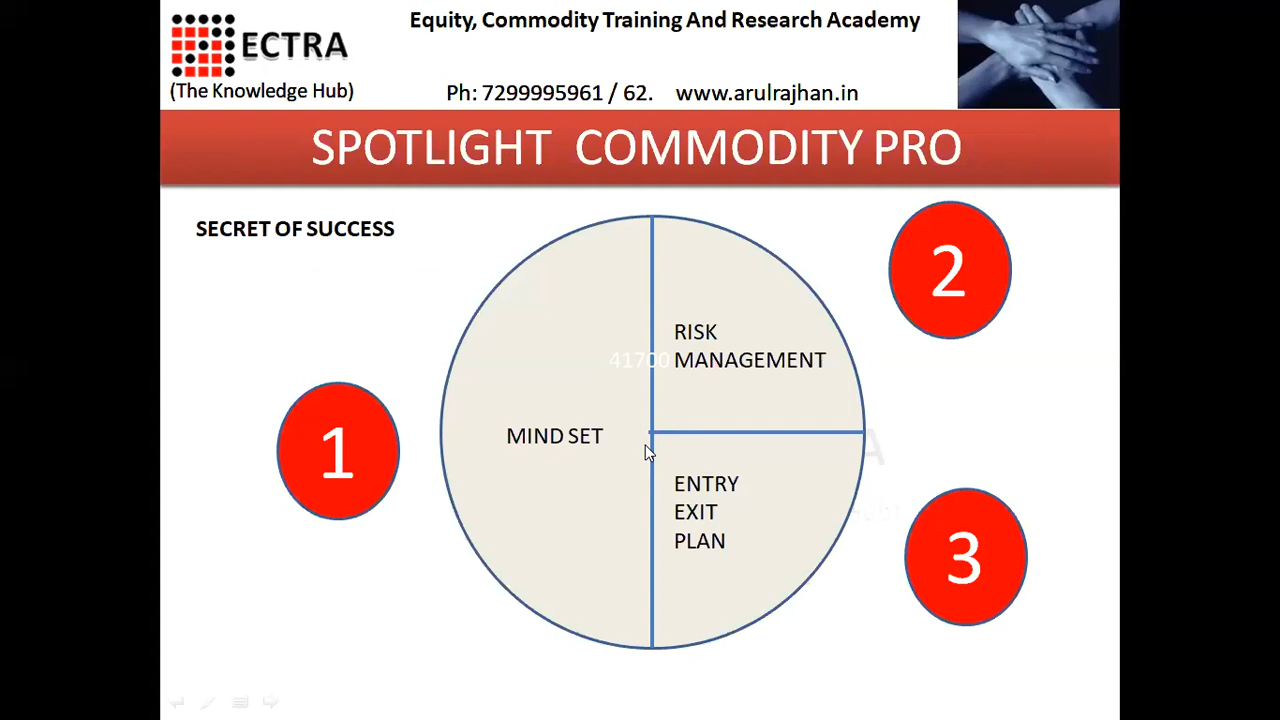 Equity, Commodity Training And Research Academy
ECTRA
(The Knowledge Hub)
Ph: 7299995961 / 62. www.arulrajhan.in
SPOTLIGHT COMMODITY PRO
SECRET OF SUCCESS
2
RISK
41700
MANAGEMENT
1
MIND SET
ENTRY
EXIT
PLAN
3